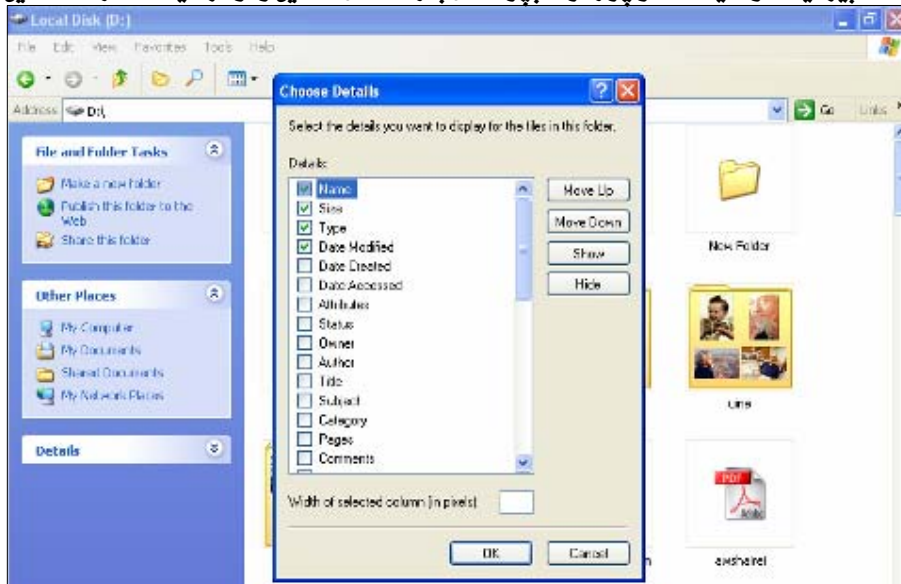 Local Disk (D:)
File Edit View Favorites Tools Help
Address D:\
Go Links
File and Folder Tasks
Make a new folder
Publish this folder to the
Web
Share this folder
Other Places
My Computer
My Documents
Shared Documents
My Network Places
Details
Choose Details
Select the details you want to display for the files in this folder.
Details:
Name
Size
Type
Date Modified
Date Created
Date Accessed
Attributes
Status
Owner
Author
Title
Subject
Category
Pages
Comments
Move Up
Move Down
Show
Hide
Width of selected column (in pixels):
OK
Cancel
New Folder
PDF
Adobe